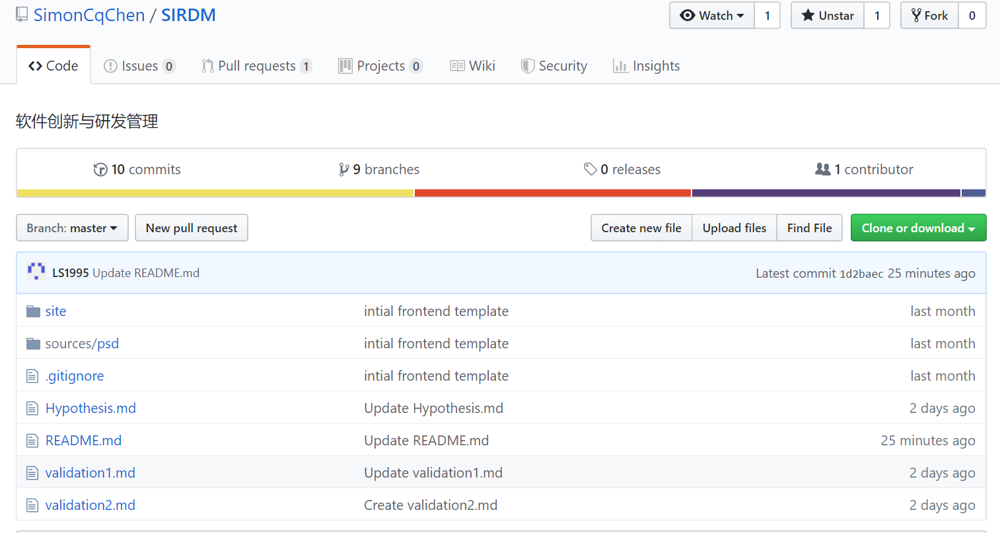 SimonCqChen / SIRDM Watch 1 Unstar 1 Fork 0
Code Issues 0 Pull requests 1 Projects 0 Wiki Security Insights
软件创新与研发管理
10 commits 9 branches 0 releases 1 contributor
Branch: master New pull request Create new file Upload files Find File Clone or download
LS1995 Update README.md Latest commit 1d2baec 25 minutes ago
site intial frontend template last month
sources/psd intial frontend template last month
.gitignore intial frontend template last month
Hypothesis.md Update Hypothesis.md 2 days ago
README.md Update README.md 25 minutes ago
validation1.md Update validation1.md 2 days ago
validation2.md Create validation2.md 2 days ago